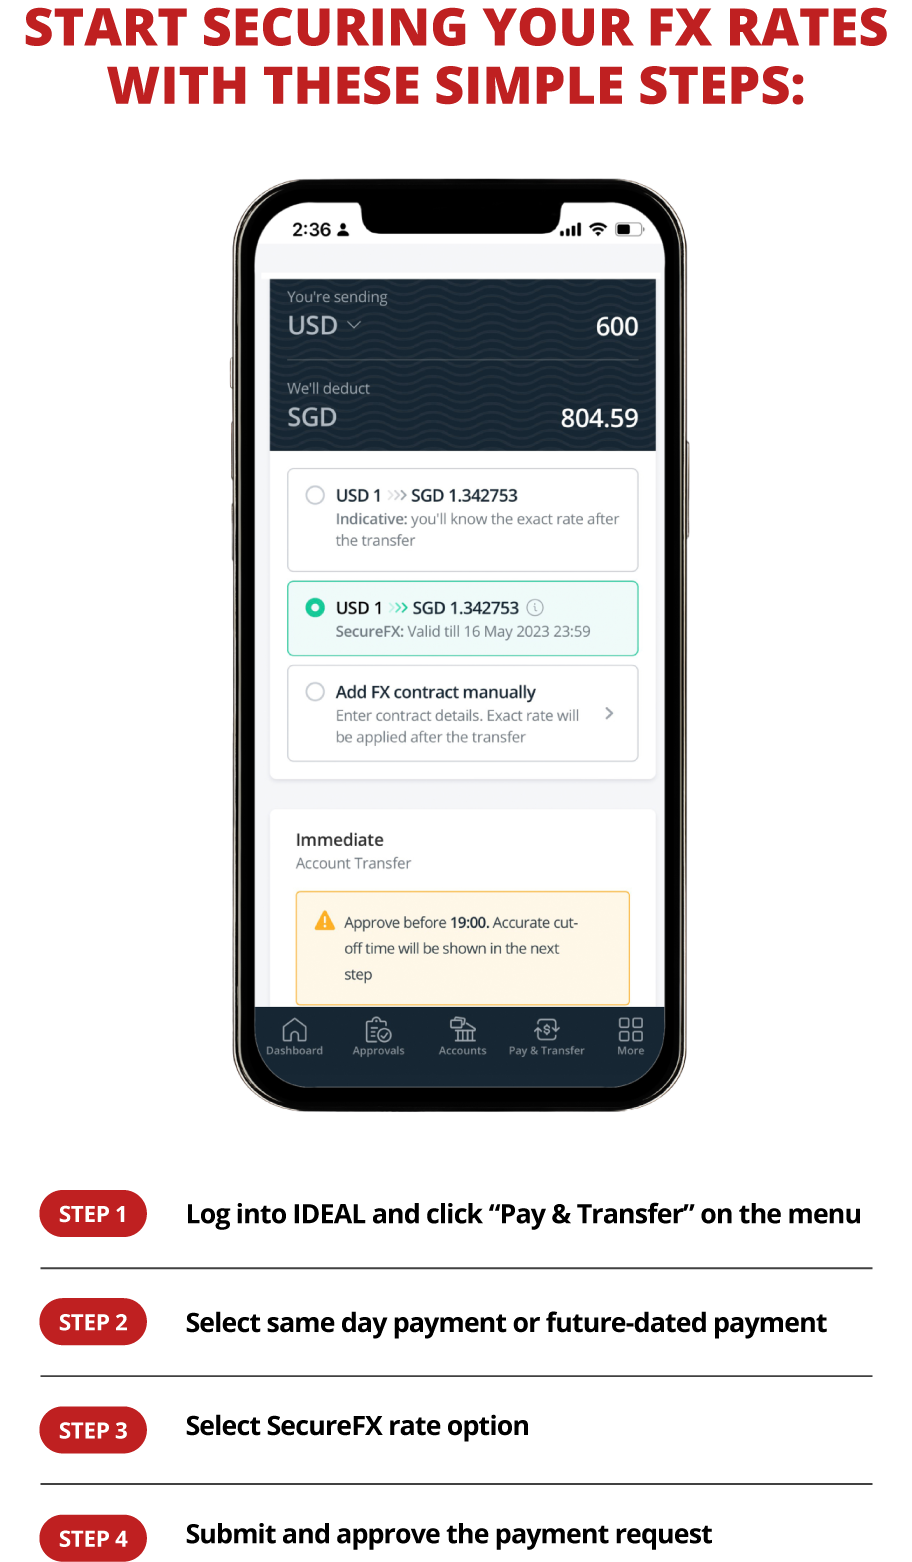 START SECURING YOUR FX RATES
WITH THESE SIMPLE STEPS:
2:36
You're sending
USD 600
We'll deduct
SGD 804.59
USD 1 SGD 1.342753
Indicative: you'll know the exact rate after
the transfer
USD 1 SGD 1.342753
SecureFX: Valid till 16 May 2023 23:59
Add FX contract manually
Enter contract details. Exact rate will
be applied after the transfer
Immediate
Account Transfer
Approve before 19:00. Accurate cut-
off time will be shown in the next
step
Dashboard Approvals Accounts Pay & Transfer More
STEP 1 Log into IDEAL and click “Pay & Transfer” on the menu
STEP 2 Select same day payment or future-dated payment
STEP 3 Select SecureFX rate option
STEP 4 Submit and approve the payment request